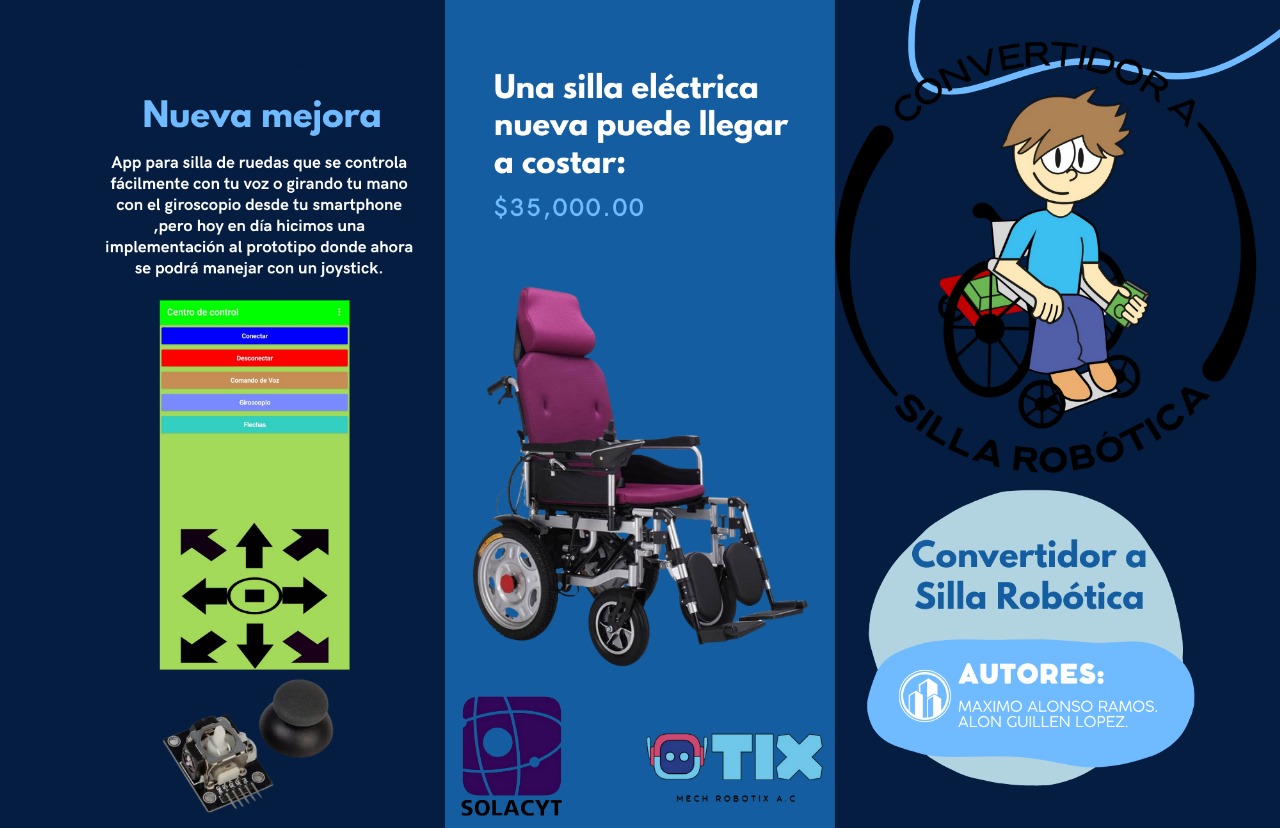 Nueva mejora
App para silla de ruedas que se controla
fácilmente con tu voz o girando tu mano
con el giroscopio desde tu smartphone
,pero hoy en día hicimos una
implementación al prototipo donde ahora
se podrá manejar con un joystick.
Centro de control
Conectar
Desconectar
Comando de Voz
Giroscopio
Flechas
Una silla eléctrica
nueva puede llegar
a costar:
$35,000.00
SOLACYT
TIX
MECH ROBOTIX A.C
CONVERTIDOR A
SILLA ROBÓTICA
Convertidor a
Silla Robótica
AUTORES:
MAXIMO ALONSO RAMOS.
ALON GUILLEN LOPEZ.